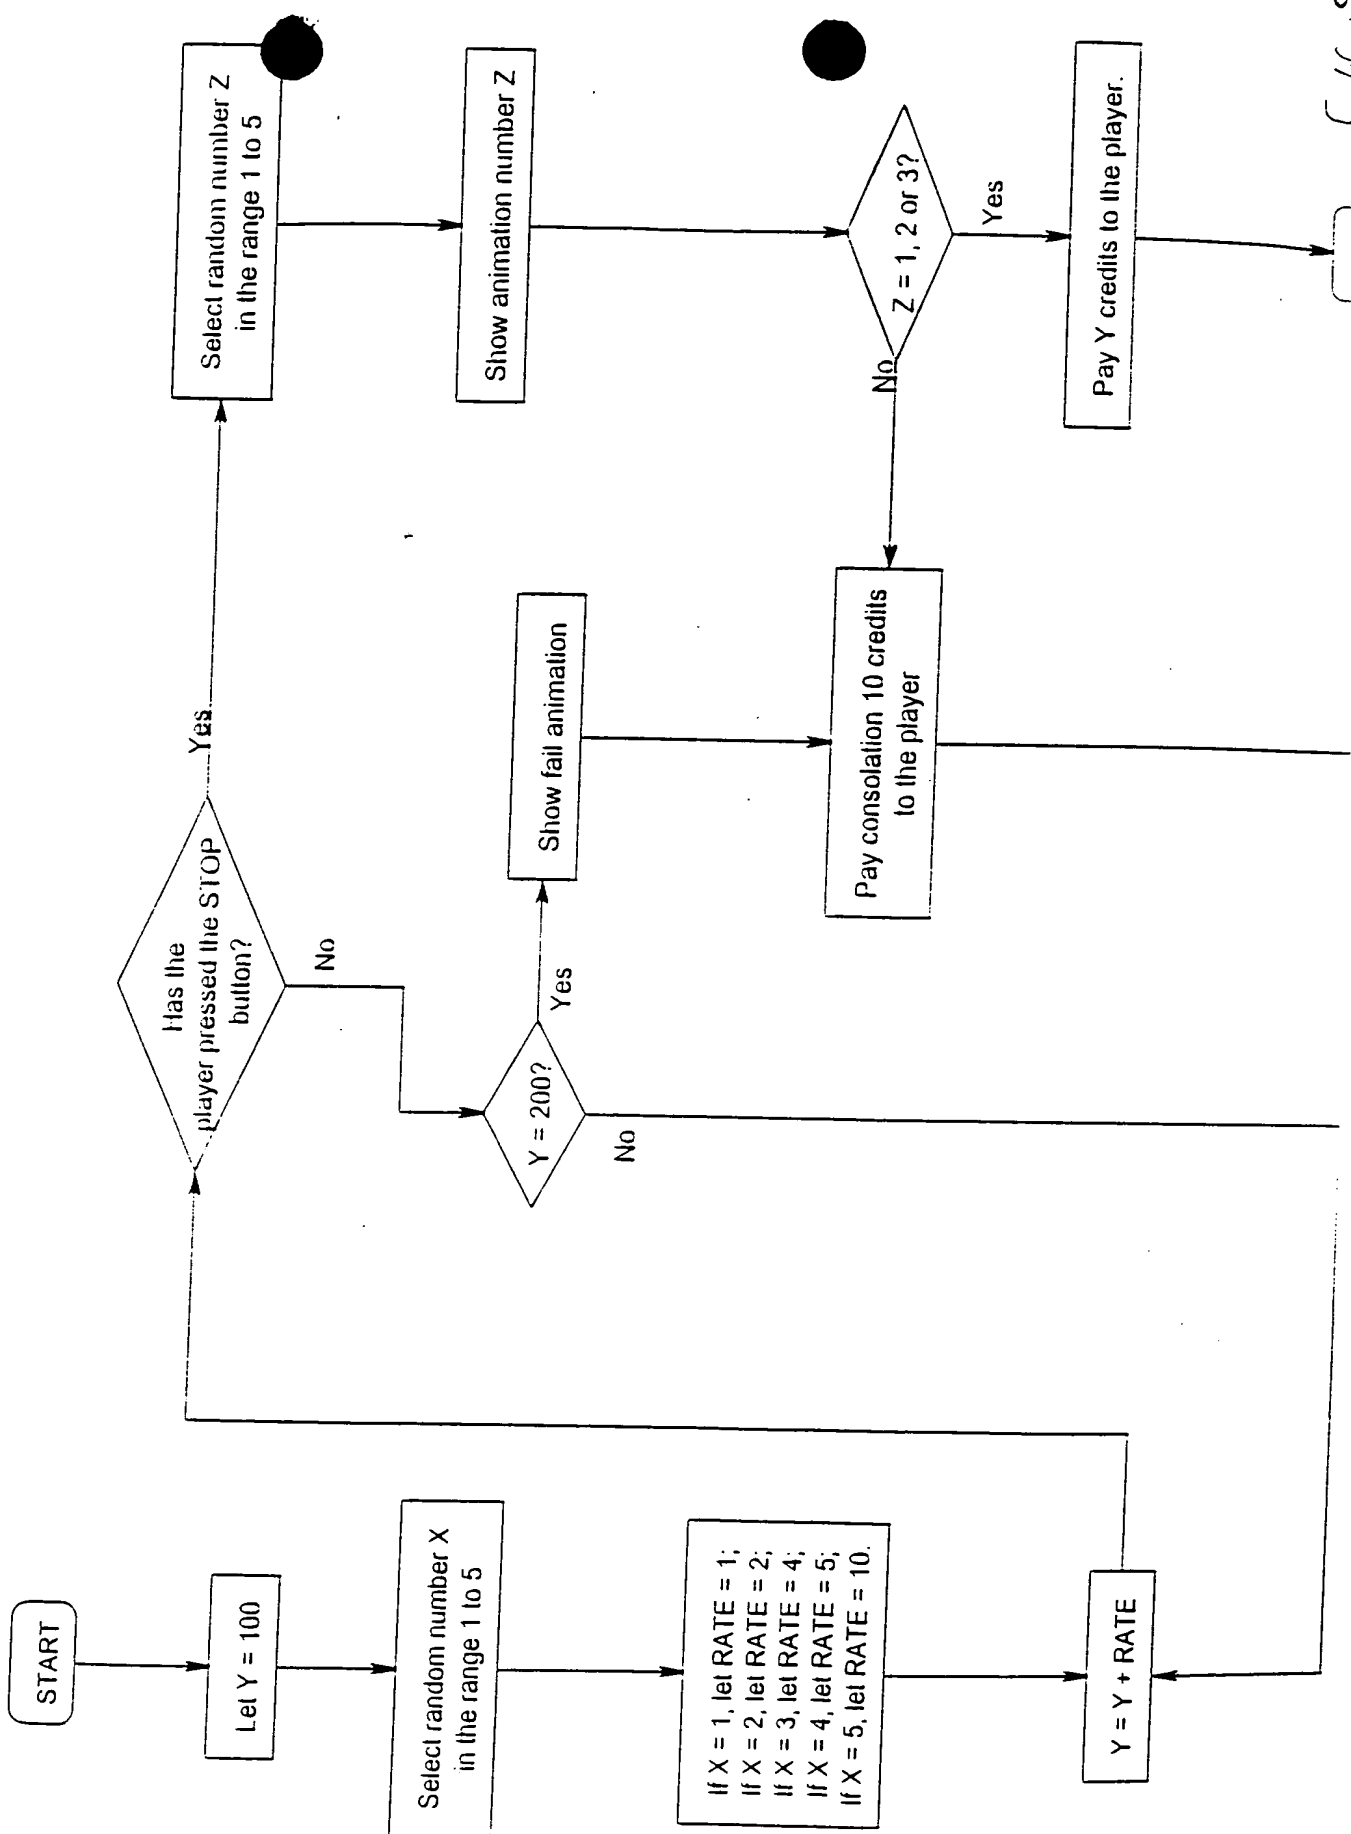 START
Let Y = 100
Select random number X
in the range 1 to 5
If X = 1, let RATE = 1;
If X = 2, let RATE = 2;
If X = 3, let RATE = 4;
If X = 4, let RATE = 5;
If X = 5, let RATE = 10.
Y = Y + RATE
Has the
player pressed the STOP
button?
Yes
No
Y = 200?
Yes
No
Show fail animation
Pay consolation 10 credits
to the player
Select random number Z
in the range 1 to 5
Show animation number Z
Z = 1, 2 or 3?
No
Yes
Pay Y credits to the player.